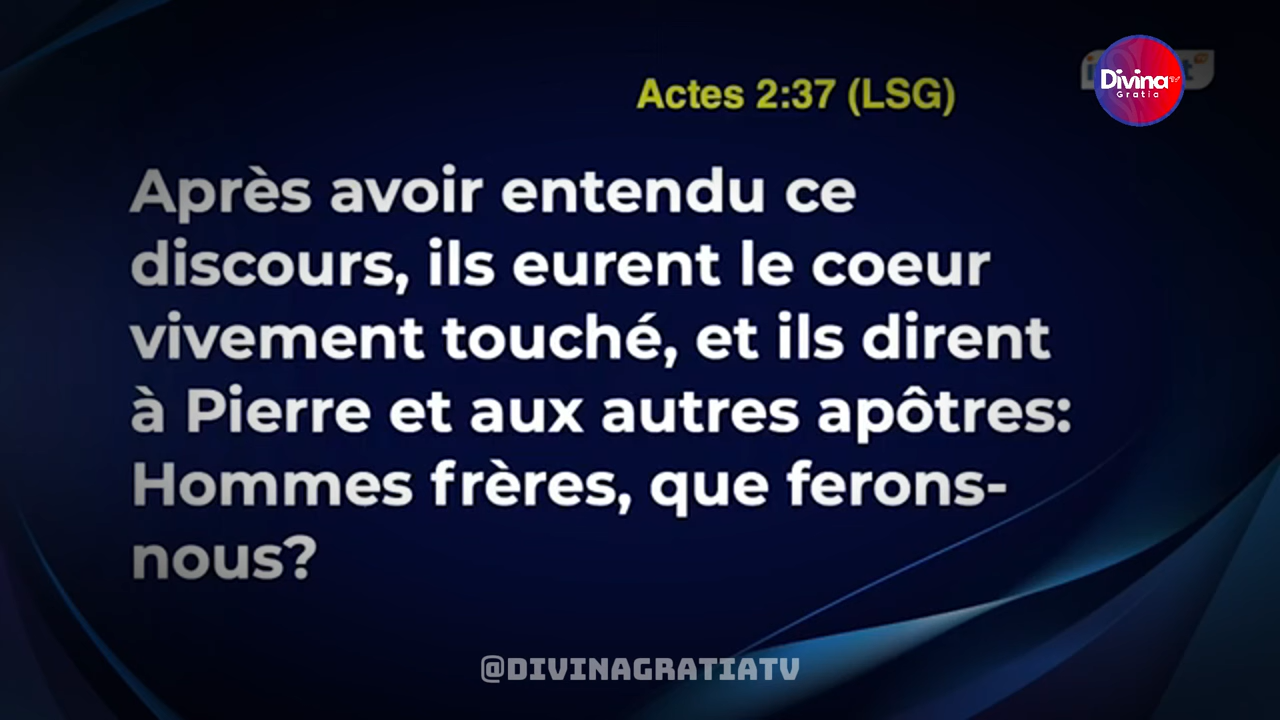 Actes 2:37 (LSG)
Divina TV
Gratia
Après avoir entendu ce
discours, ils eurent le coeur
vivement touché, et ils dirent
à Pierre et aux autres apôtres:
Hommes frères, que ferons-
nous?
@DIVINAGRATIATV